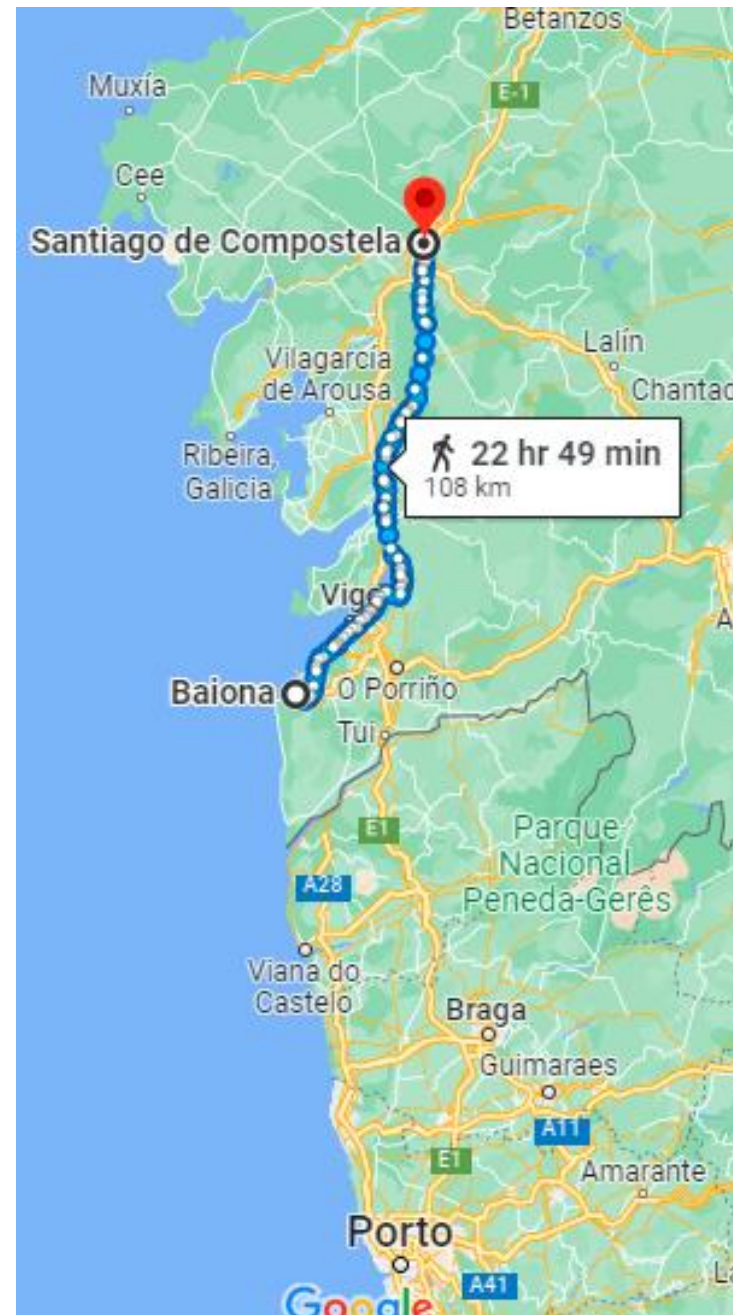 Betanzos
Muxía
E-1
Cee
Santiago de Compostela
Lalín
Vilagarcía
de Arousa
Chantad
Ribeira,
Galicia
22 hr 49 min
108 km
Vigo
Baiona
O Porriño
Tui
E1
Parque
Nacional
Peneda-Gerês
A28
Viana do
Castelo
Braga
Guimaraes
A11
E1
Amarante
Porto
A41
Google